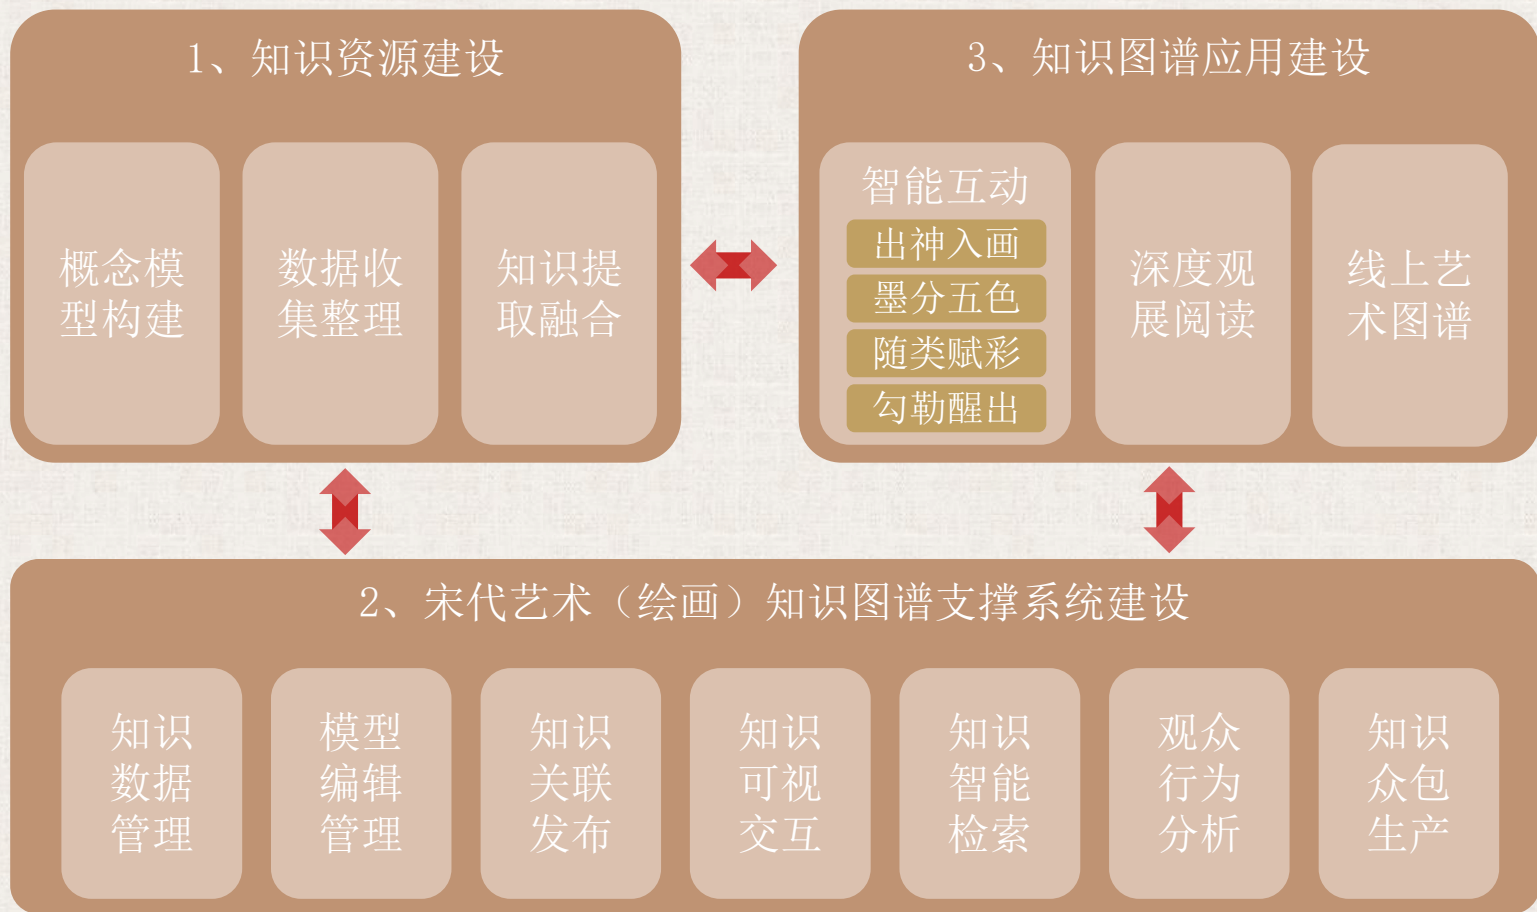 1、知识资源建设
概念模
型构建
数据收
集整理
知识提
取融合
3、知识图谱应用建设
智能互动
出神入画
墨分五色
随类赋彩
勾勒醒出
深度观
展阅读
线上艺
术图谱
2、宋代艺术（绘画）知识图谱支撑系统建设
知识
数据
管理
模型
编辑
管理
知识
关联
发布
知识
可视
交互
知识
智能
检索
观众
行为
分析
知识
众包
生产